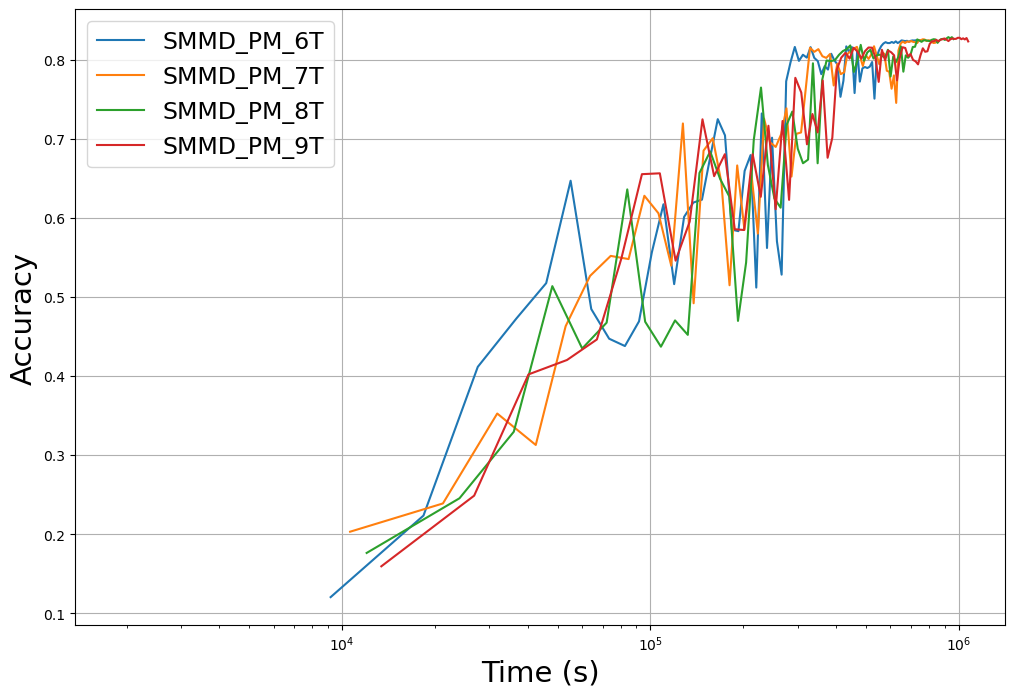 SMMD_PM_6T
SMMD_PM_7T
SMMD_PM_8T
SMMD_PM_9T
Accuracy
0.8
0.7
0.6
0.5
0.4
0.3
0.2
0.1
10⁴ 10⁵ 10⁶
Time (s)